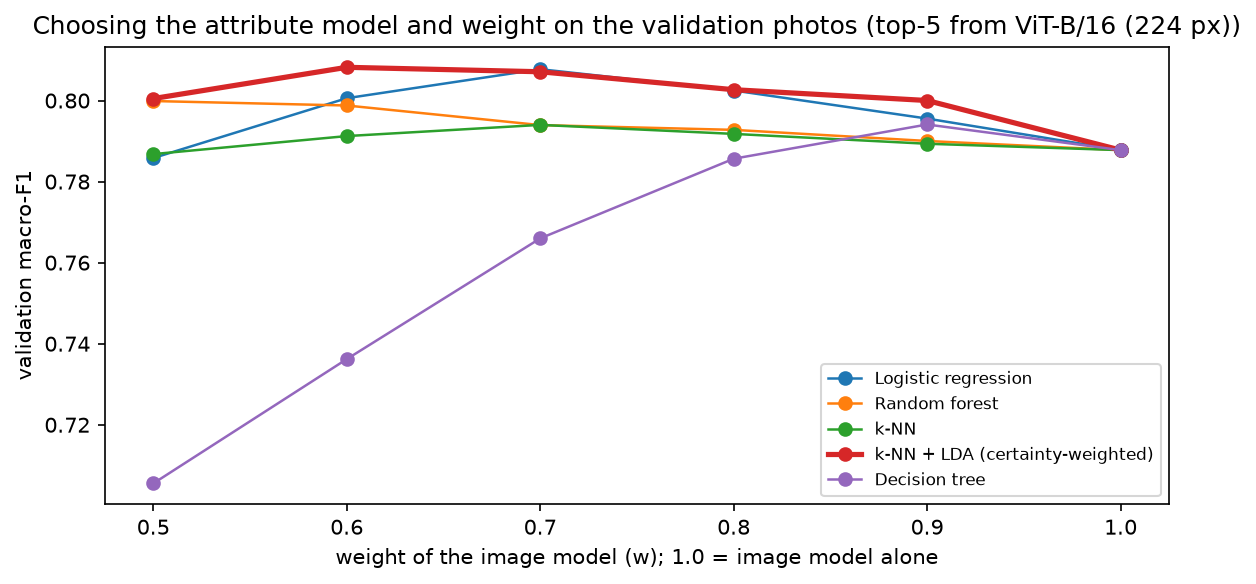 Choosing the attribute model and weight on the validation photos (top-5 from ViT-B/16 (224 px))
validation macro-F1
0.80
0.78
0.76
0.74
0.72
Logistic regression
Random forest
k-NN
k-NN + LDA (certainty-weighted)
Decision tree
0.5 0.6 0.7 0.8 0.9 1.0
weight of the image model (w); 1.0 = image model alone